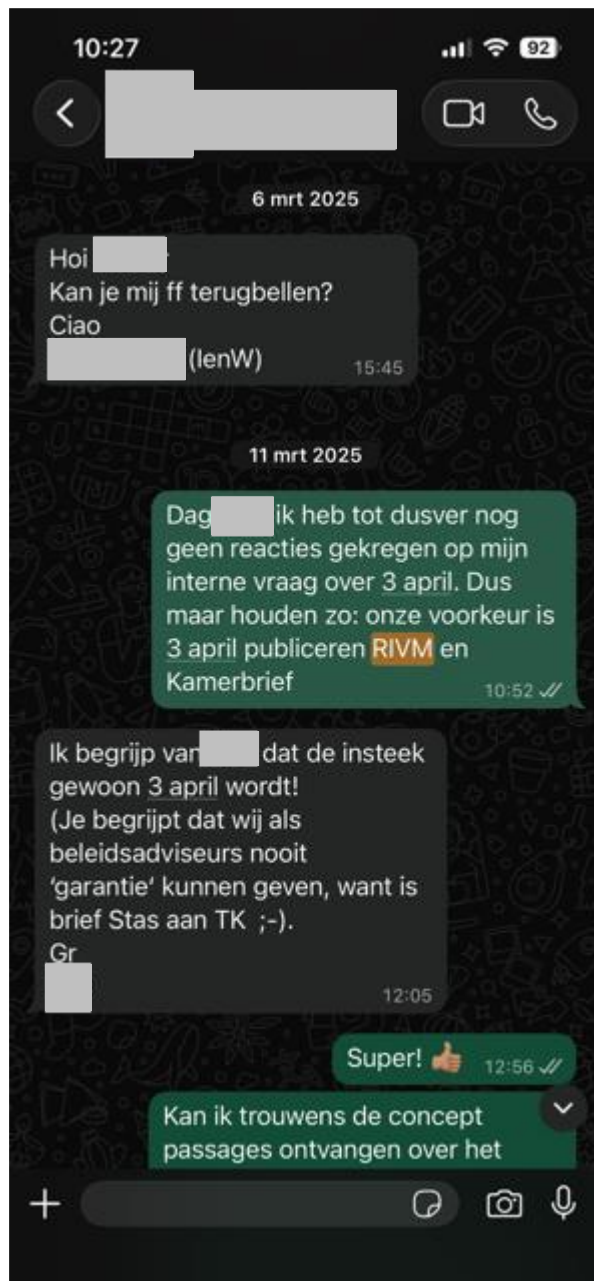 10:27
92
6 mrt 2025
Hoi
Kan je mij ff terugbellen?
Ciao
(IenW)
15:45
11 mrt 2025
Dag ik heb tot dusver nog
geen reacties gekregen op mijn
interne vraag over 3 april. Dus
maar houden zo: onze voorkeur is
3 april publiceren RIVM en
Kamerbrief
10:52
Ik begrijp van dat de insteek
gewoon 3 april wordt!
(Je begrijpt dat wij als
beleidsadviseurs nooit
‘garantie’ kunnen geven, want is
brief Stas aan TK ;-).
Gr
12:05
Super! 👍🏽
12:56
Kan ik trouwens de concept
passages ontvangen over het